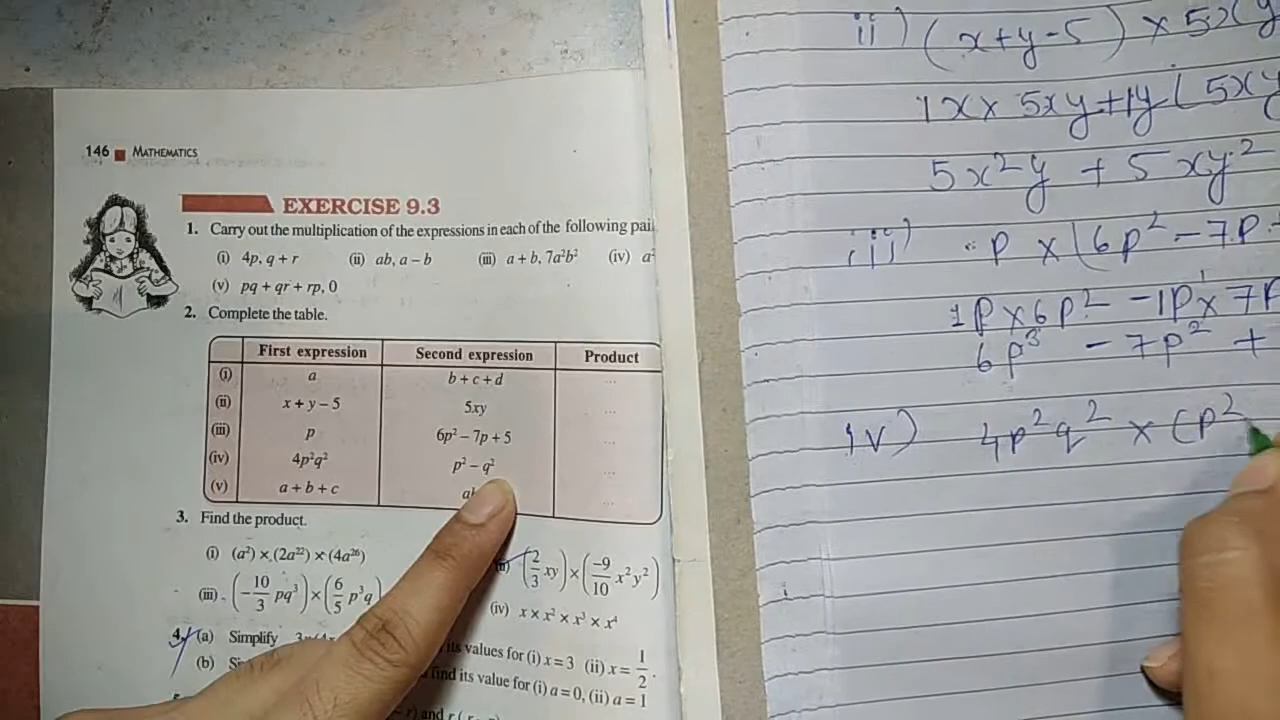 146 MATHEMATICS
EXERCISE 9.3
1. Carry out the multiplication of the expressions in each of the following
(i) 4p, q + r (ii) ab, a – b (iii) a + b, 7a²b² (iv)
(v) pq + qr + rp, 0
2. Complete the table.
First expression Second expression Product
(i) a b + c + d ...
(ii) x + y – 5 5xy ...
(iii) p 6p² – 7p + 5 ...
(iv) 4p²q² p² – q² ...
(v) a + b + c ...
3. Find the product.
(i) (a²) × (2a²²) × (4a²⁶) (2/3 xy) × (–9/10 x²y²)
(iii) (–10/3 pq³) × (6/5 p³q) (iv) x × x² × x³ × x⁴
4. (a) Simplify its values for (i) x = 3 (ii) x = 1/2.
(b) find its value for (i) a = 0, (ii) a = 1
and
ii) (x+y-5) × 5xy
1x × 5xy + 1y (5xy
5x²y + 5xy²
iii) p × (6p² - 7p
1p × 6p² - 1p × 7p
6p³ - 7p² +
iv) 4p²q² × (p²